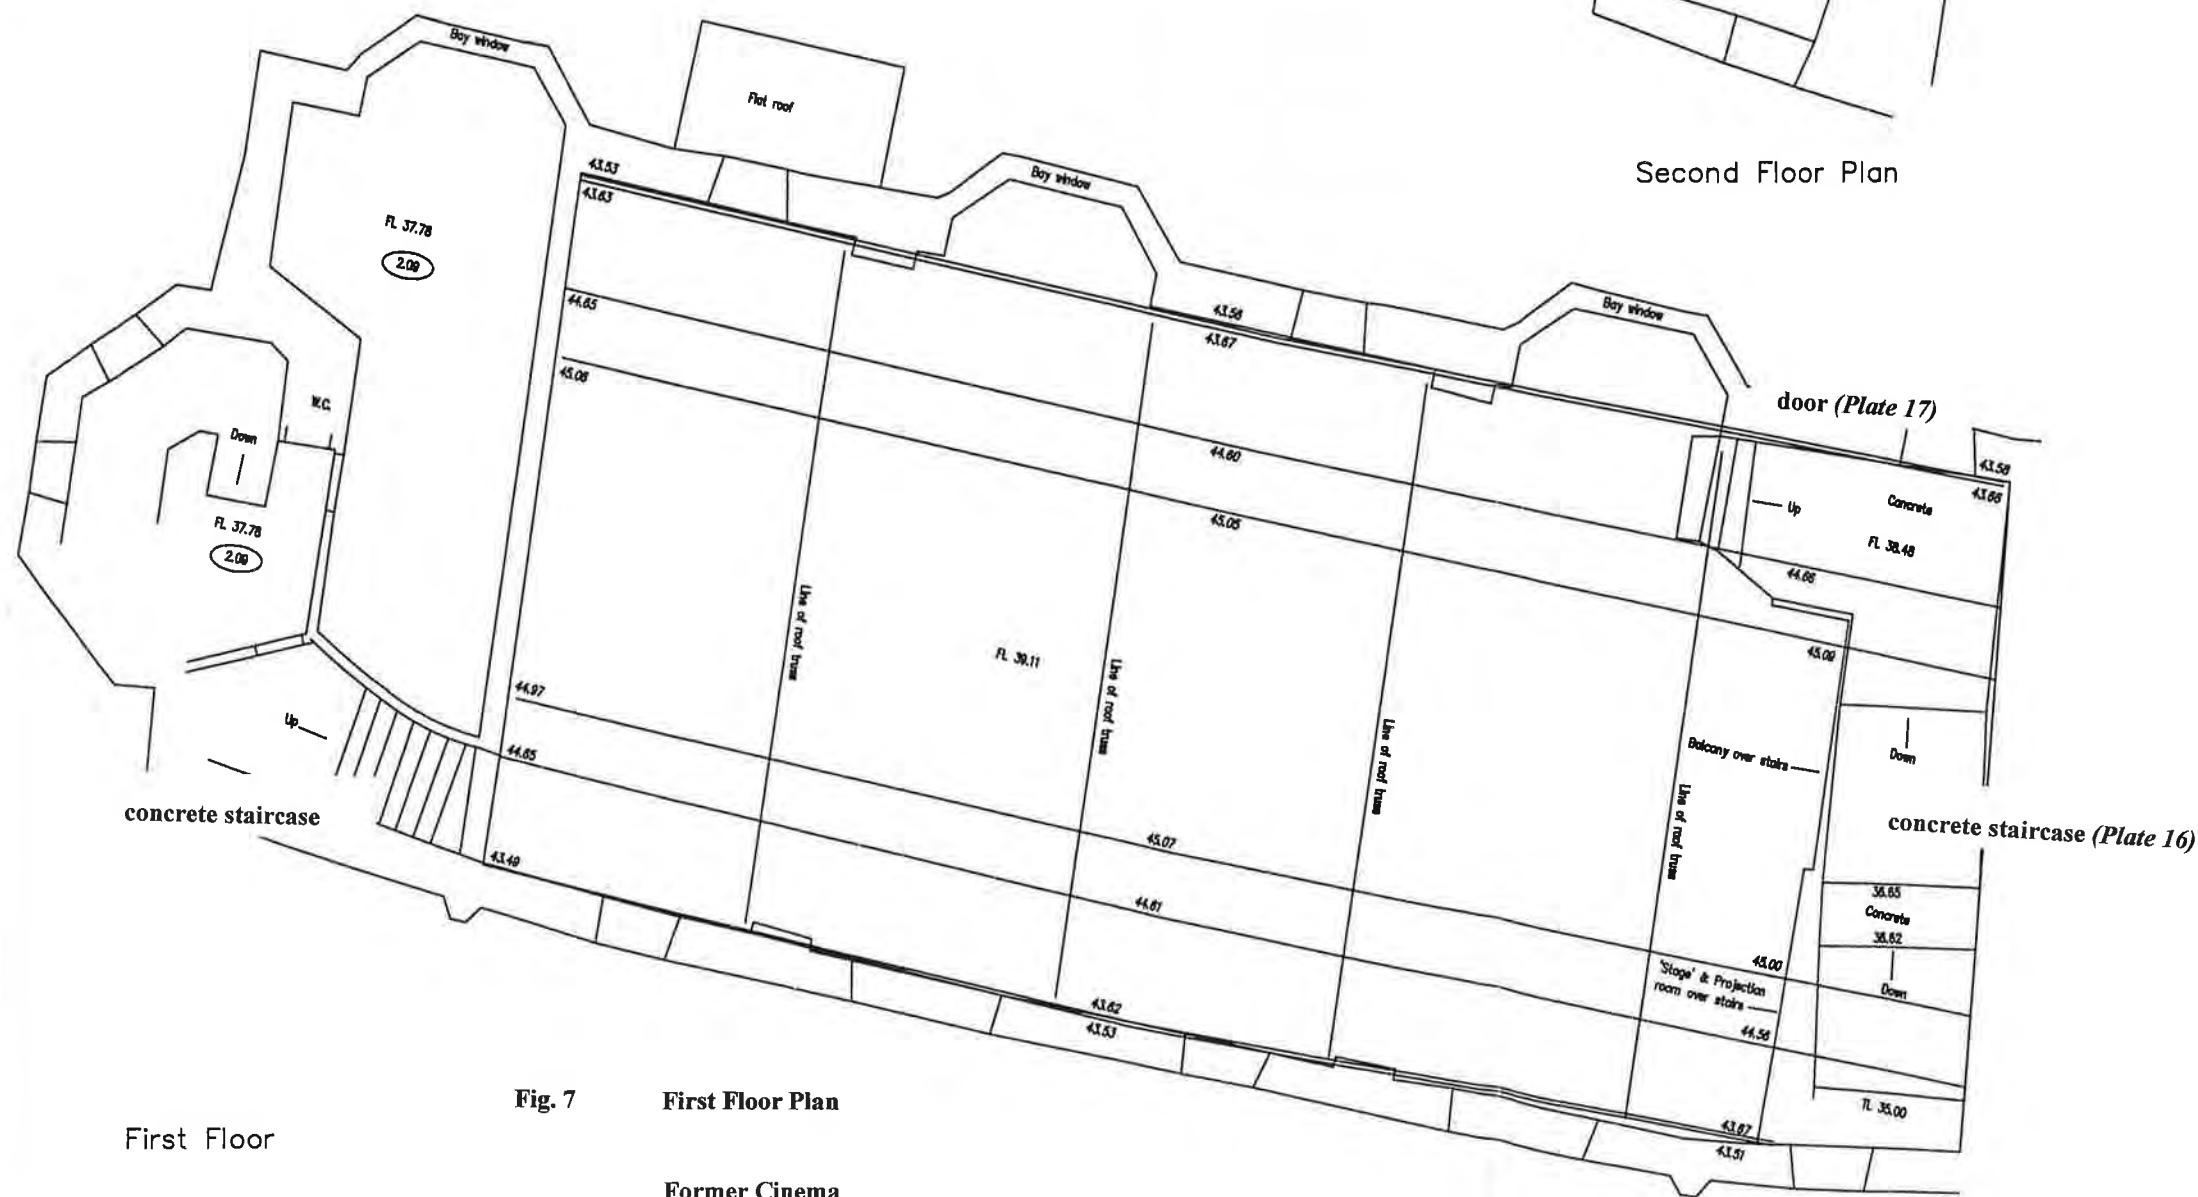 Bay window
Flat roof
Second Floor Plan
43.53
43.63
Bay window
FL 37.78
2.09
Bay window
44.65
43.56
43.67
45.06
door (Plate 17)
W.C.
Down
44.60
43.58
43.66
Concrete
Up
FL 37.78
2.09
45.05
FL 38.48
44.66
Line of roof truss
FL 39.11
Line of roof truss
45.09
44.97
Up
Line of roof truss
Balcony over stairs
Down
44.65
Line of roof truss
concrete staircase
concrete staircase (Plate 16)
45.07
43.49
36.65
Concrete
36.62
44.61
45.00
'Stage' & Projection
room over stairs
Down
43.62
43.53
44.56
Fig. 7 First Floor Plan
TL 35.00
43.67
43.51
First Floor
Former Cinema